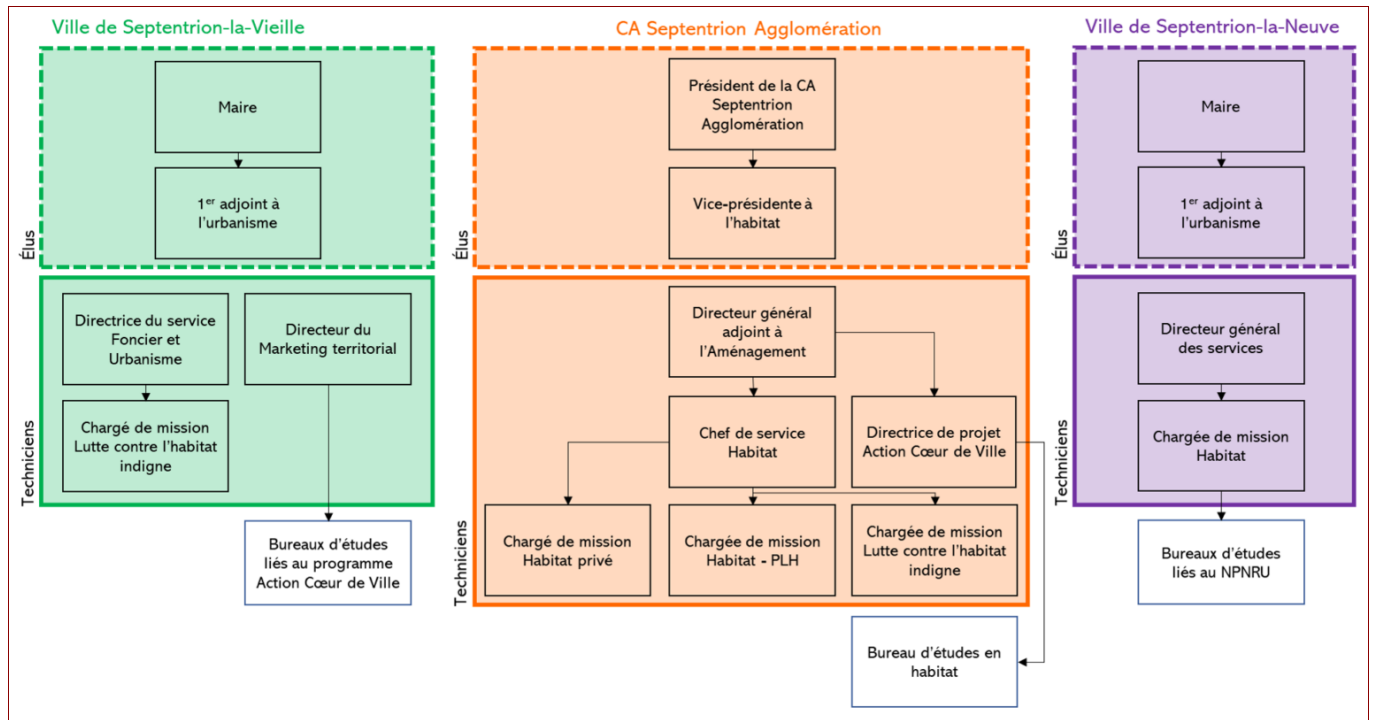 Ville de Septentrion-la-Vieille
Maire
1er adjoint à
l'urbanisme
Élus
Directrice du service
Foncier et
Urbanisme
Directeur du
Marketing territorial
Chargé de mission
Lutte contre l'habitat
indigne
Techniciens
Bureaux d'études
liés au programme
Action Cœur de Ville
CA Septentrion Agglomération
Président de la CA
Septentrion
Agglomération
Vice-présidente à
l'habitat
Élus
Directeur général
adjoint à
l'Aménagement
Chef de service
Habitat
Directrice de projet
Action Cœur de Ville
Chargé de mission
Habitat privé
Chargée de mission
Habitat - PLH
Chargée de mission
Lutte contre l'habitat
indigne
Techniciens
Bureau d'études en
habitat
Ville de Septentrion-la-Neuve
Maire
1er adjoint à
l'urbanisme
Élus
Directeur général
des services
Chargée de mission
Habitat
Techniciens
Bureaux d'études
liés au NPNRU